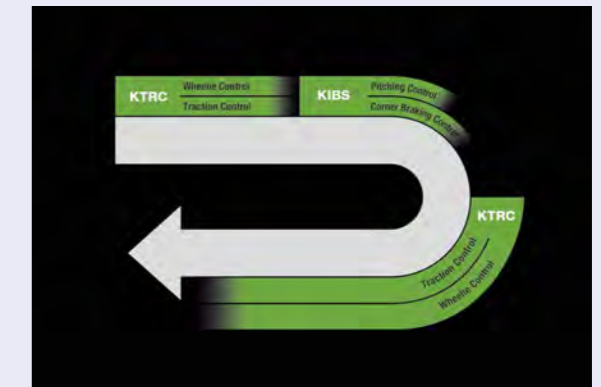 KTRC
Wheelie Control
Traction Control
KIBS
Pitching Control
Corner Braking Control
KTRC
Traction Control
Wheelie Control